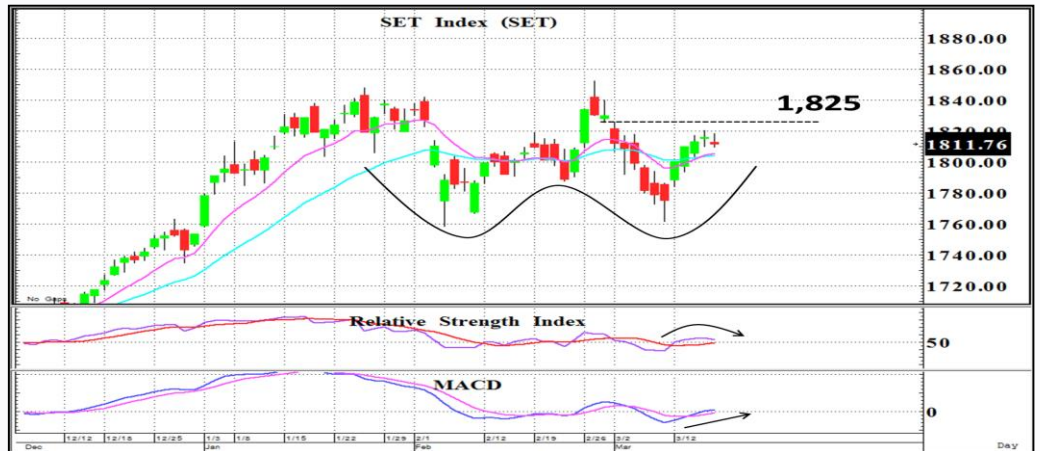 SET Index (SET)
1880.00
1860.00
1,825
1840.00
1820.00
1811.76
1800.00
1780.00
1760.00
1740.00
No Gaps
1720.00
Relative Strength Index
50
MACD
0
12/12 12/18 12/25 1/3 1/8 1/15 1/22 1/29 2/1 2/12 2/19 2/26 3/2 3/12
Dec Jan Feb Mar Day